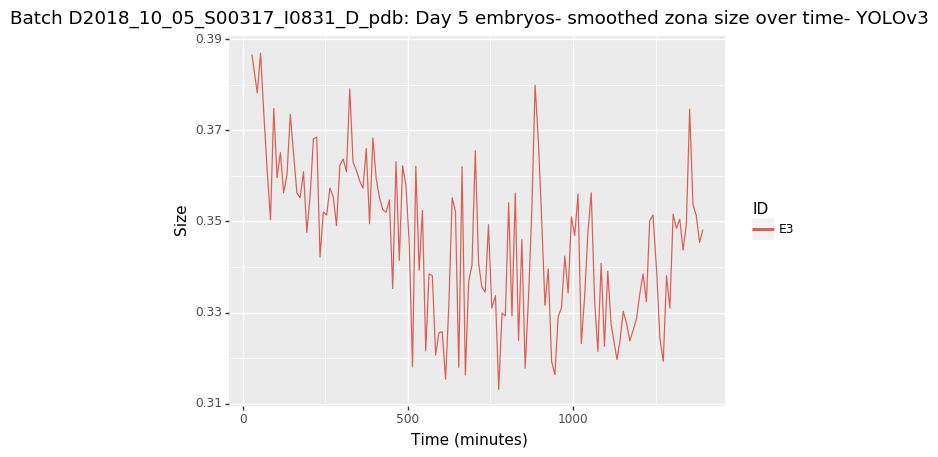 Batch D2018_10_05_S00317_I0831_D_pdb: Day 5 embryos- smoothed zona size over time- YOLOv3
0.39
0.37
0.35
0.33
0.31
Size
0
500
1000
Time (minutes)
ID
E3